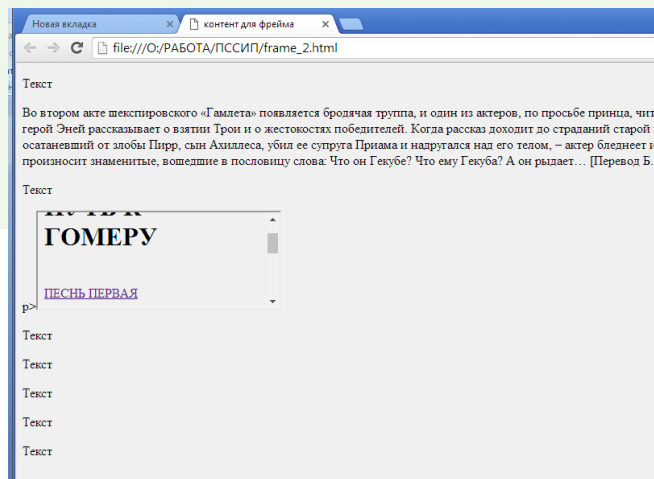 Новая вкладка
контент для фрейма
file:///O:/РАБОТА/ПССИП/frame_2.html
Текст
Во втором акте шекспировского «Гамлета» появляется бродячая труппа, и один из актеров, по просьбе принца, чит
герой Эней рассказывает о взятии Трои и о жестокостях победителей. Когда рассказ доходит до страданий старой
осатаневший от злобы Пирр, сын Ахиллеса, убил ее супруга Приама и надругался над его телом, – актер бледнеет и
произносит знаменитые, вошедшие в пословицу слова: Что он Гекубе? Что ему Гекуба? А он рыдает… [Перевод Б.
Текст
ГОМЕРУ
ПЕСНЬ ПЕРВАЯ
p>
Текст
Текст
Текст
Текст
Текст